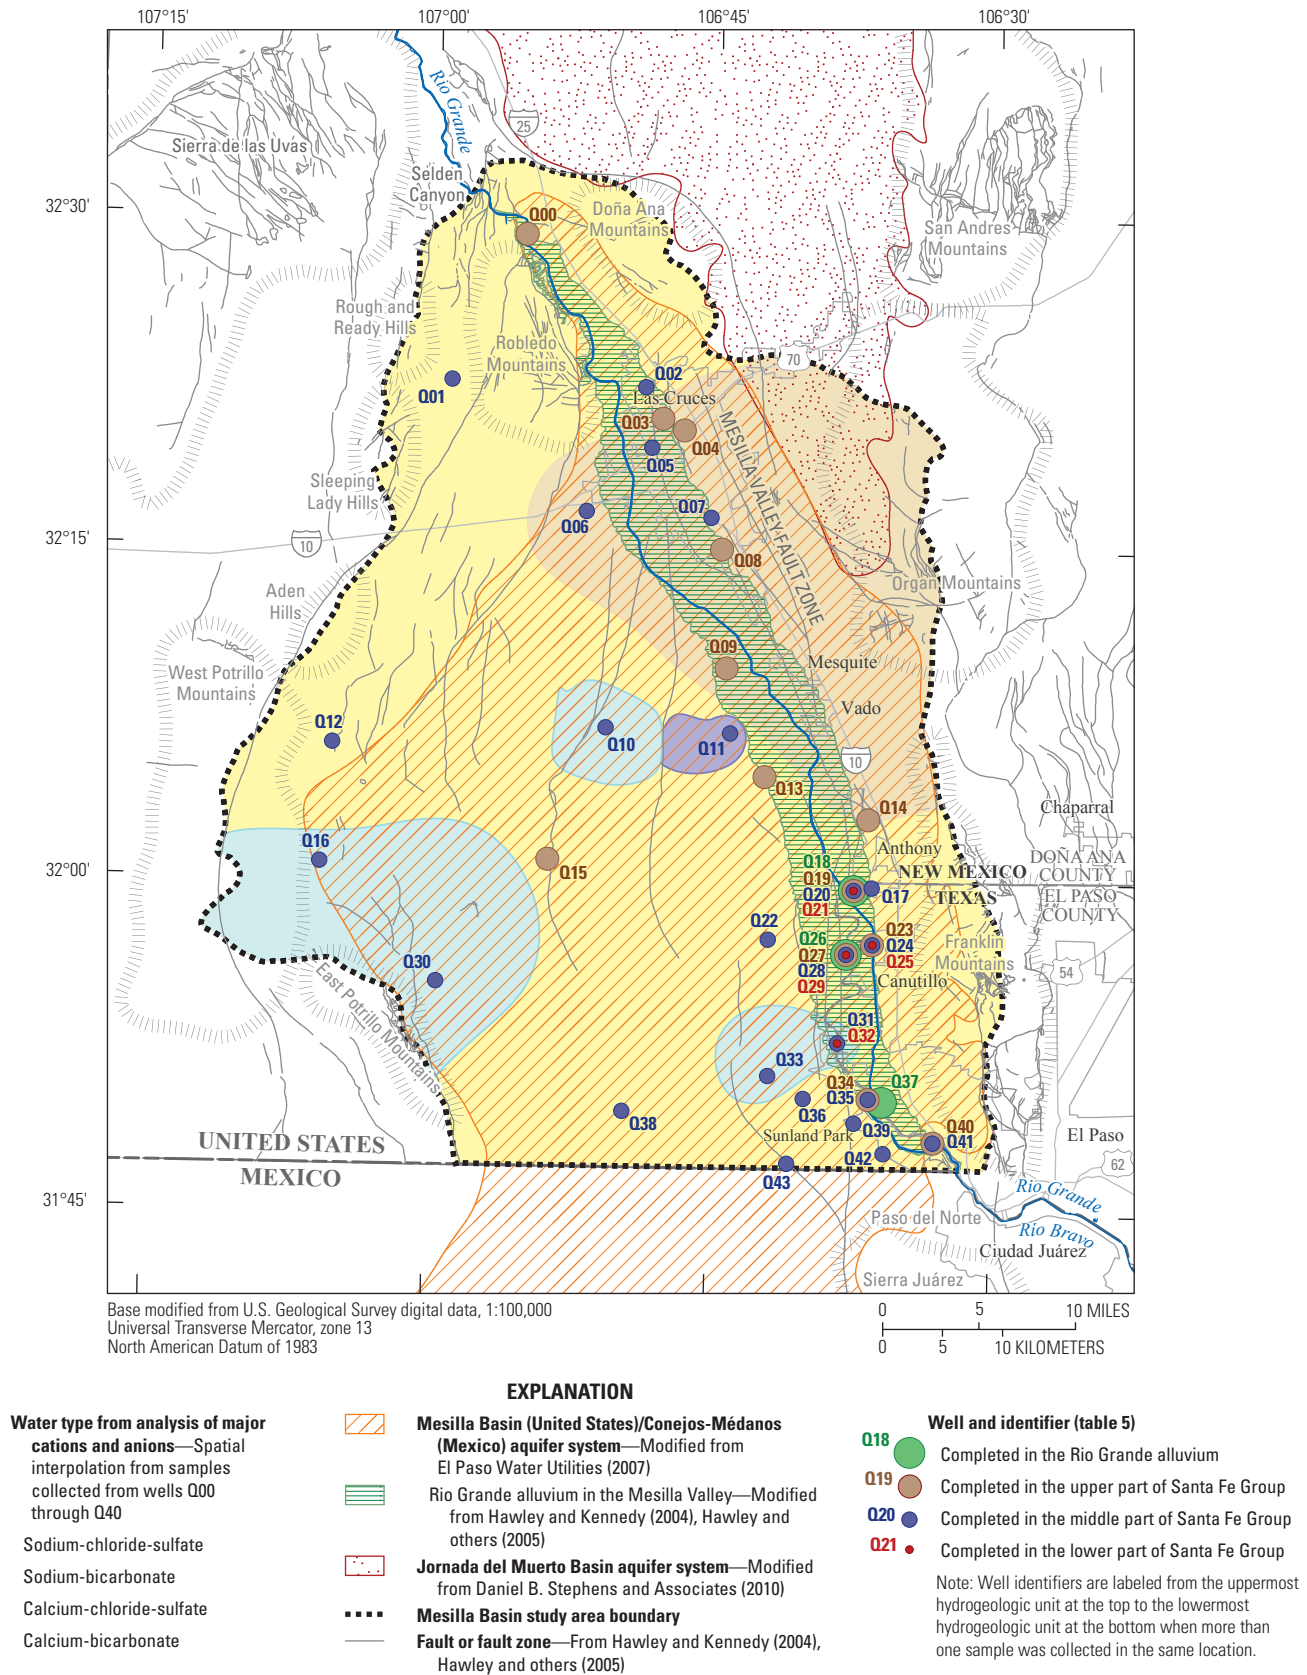 107°15'
107°00'
106°45'
106°30'
Rio Grande
25
Sierra de las Uvas
Selden
Canyon
32°30'
Q00
Doña Ana
Mountains
San Andres
Mountains
Rough and
Ready Hills
Robledo
Mountains
70
Q01
Q02
Las Cruces
Q03
Q04
Q05
MESILLA VALLEY FAULT ZONE
Sleeping
Lady Hills
Q06
Q07
32°15'
10
Q08
Organ Mountains
Aden
Hills
Q09
Mesquite
West Potrillo
Mountains
Vado
Q12
Q10
Q11
10
Q13
Q14
Chaparral
Q16
Anthony
32°00'
Q15
Q18
Q19
Q20
Q21
NEW MEXICO
TEXAS
DOÑA ANA
COUNTY
EL PASO
COUNTY
Q17
Q22
Q23
Q24
Q25
Q26
Q27
Q28
Q29
Franklin
Mountains
54
Q30
Canutillo
East Potrillo Mountains
Q31
Q32
Q33
Q34
Q35
Q37
Q36
Q38
Sunland Park
Q39
Q40
Q41
El Paso
UNITED STATES
MEXICO
Q42
Q43
62
31°45'
Rio Grande
Río Bravo
Paso del Norte
Ciudad Juárez
Sierra Juárez
Base modified from U.S. Geological Survey digital data, 1:100,000
Universal Transverse Mercator, zone 13
North American Datum of 1983
0 5 10 MILES
0 5 10 KILOMETERS
EXPLANATION
Water type from analysis of major
cations and anions—Spatial
interpolation from samples
collected from wells Q00
through Q40
Sodium-chloride-sulfate
Sodium-bicarbonate
Calcium-chloride-sulfate
Calcium-bicarbonate
Mesilla Basin (United States)/Conejos-Médanos
(Mexico) aquifer system—Modified from
El Paso Water Utilities (2007)
Rio Grande alluvium in the Mesilla Valley—Modified
from Hawley and Kennedy (2004), Hawley and
others (2005)
Jornada del Muerto Basin aquifer system—Modified
from Daniel B. Stephens and Associates (2010)
Mesilla Basin study area boundary
Fault or fault zone—From Hawley and Kennedy (2004),
Hawley and others (2005)
Well and identifier (table 5)
Q18 Completed in the Rio Grande alluvium
Q19 Completed in the upper part of Santa Fe Group
Q20 Completed in the middle part of Santa Fe Group
Q21 Completed in the lower part of Santa Fe Group
Note: Well identifiers are labeled from the uppermost
hydrogeologic unit at the top to the lowermost
hydrogeologic unit at the bottom when more than
one sample was collected in the same location.